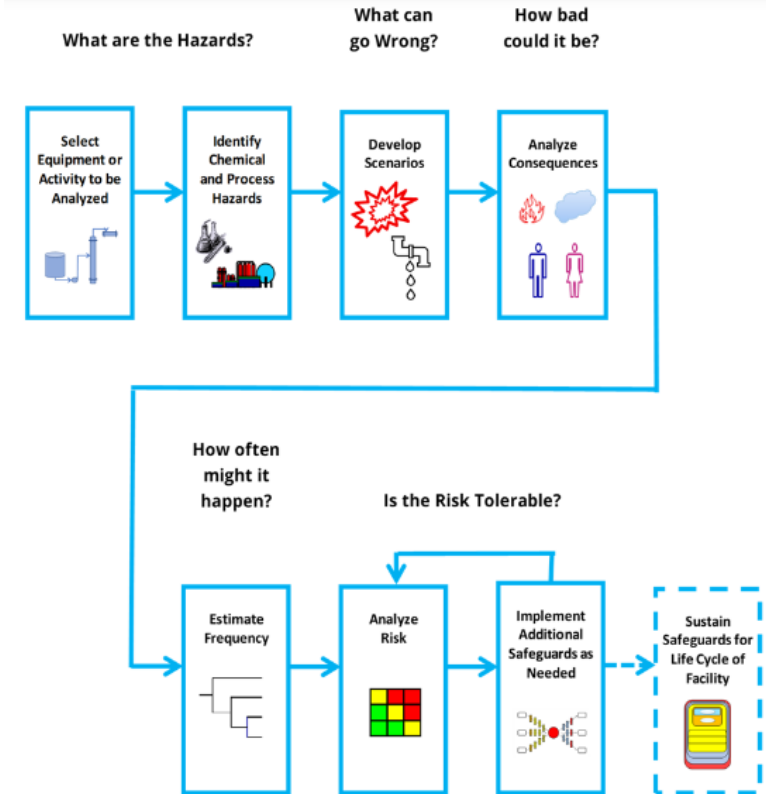 What are the Hazards?
What can
go Wrong?
How bad
could it be?
Select
Equipment or
Activity to be
Analyzed
Identify
Chemical
and Process
Hazards
Develop
Scenarios
Analyze
Consequences
How often
might it
happen?
Is the Risk Tolerable?
Estimate
Frequency
Analyze
Risk
Implement
Additional
Safeguards as
Needed
Sustain
Safeguards for
Life Cycle of
Facility